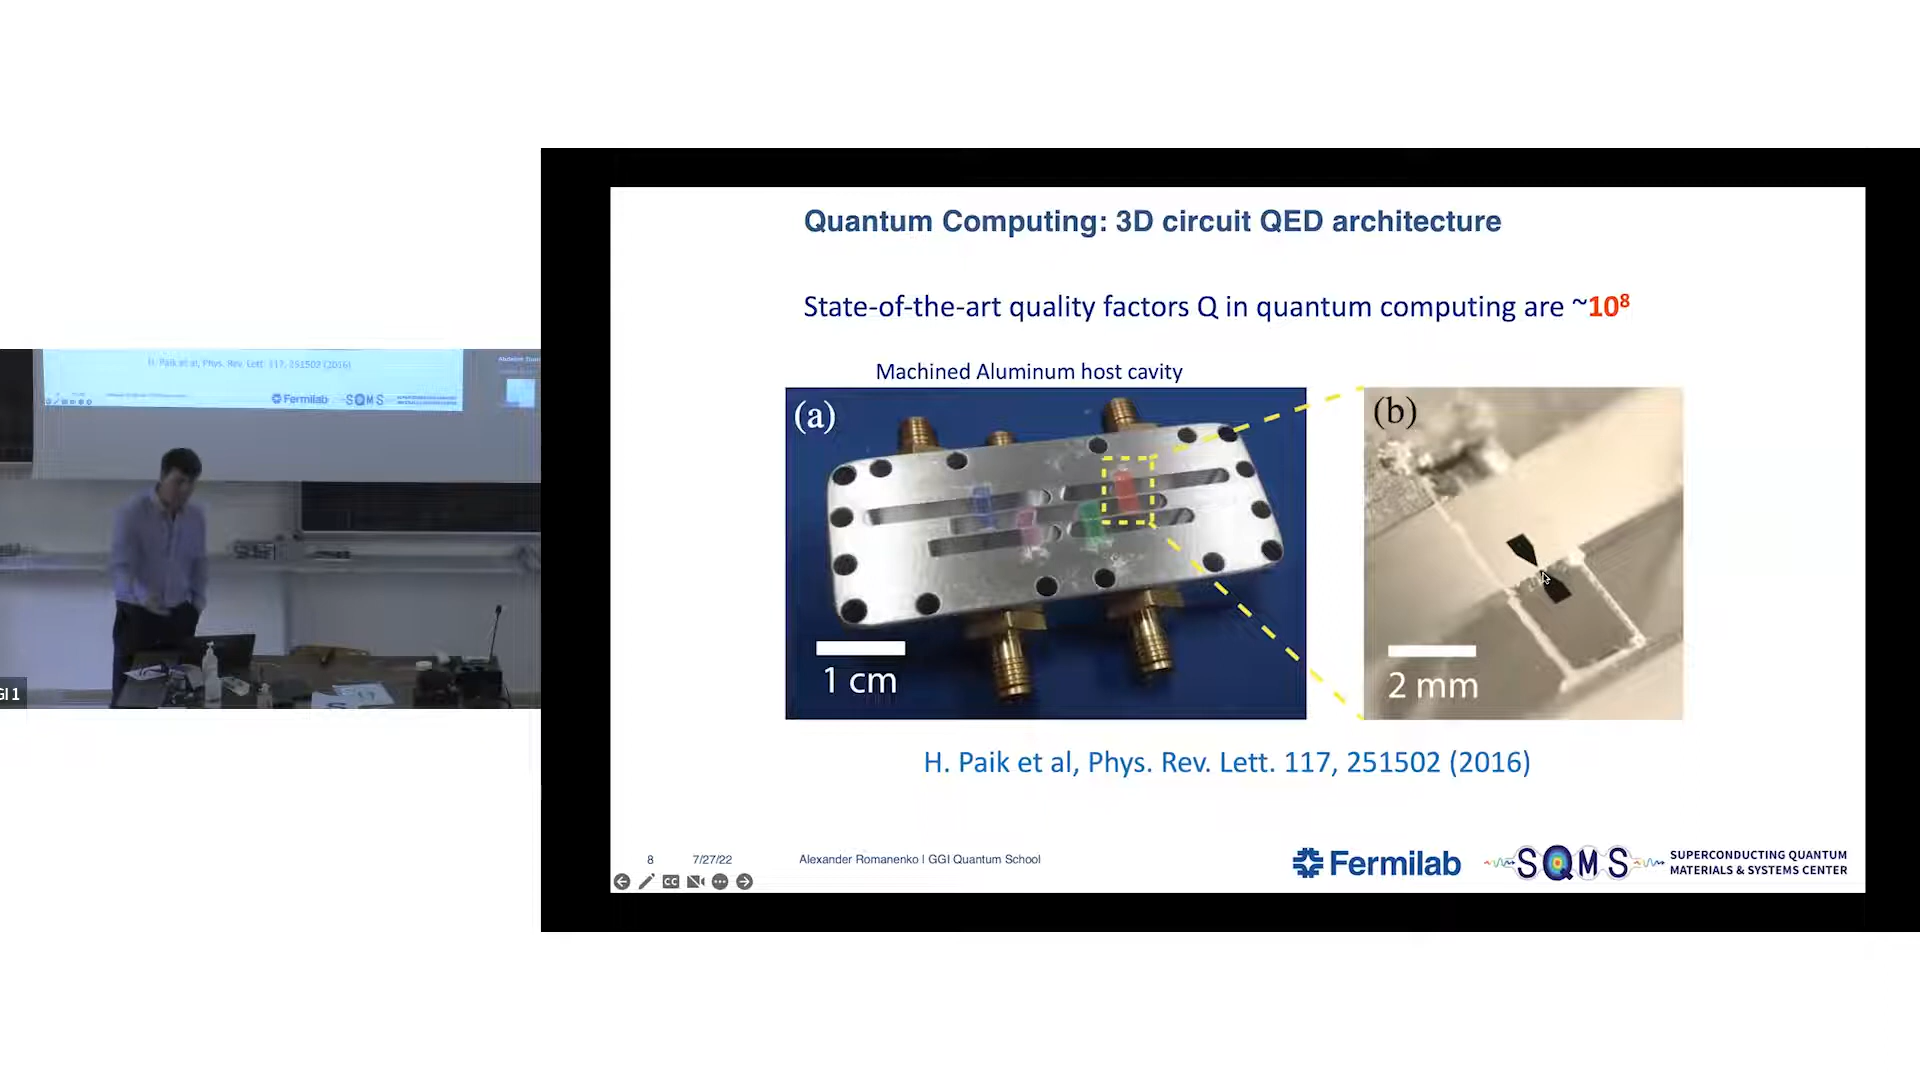 H. Paik et al, Phys. Rev. Lett. 117, 251502 (2016)
Fermilab
SQMS
GI 1
Quantum Computing: 3D circuit QED architecture
State-of-the-art quality factors Q in quantum computing are ~10⁸
Machined Aluminum host cavity
(a)
(b)
1 cm
2 mm
H. Paik et al, Phys. Rev. Lett. 117, 251502 (2016)
8 7/27/22 Alexander Romanenko | GGI Quantum School
CC
Fermilab
SQMS
SUPERCONDUCTING QUANTUM
MATERIALS & SYSTEMS CENTER